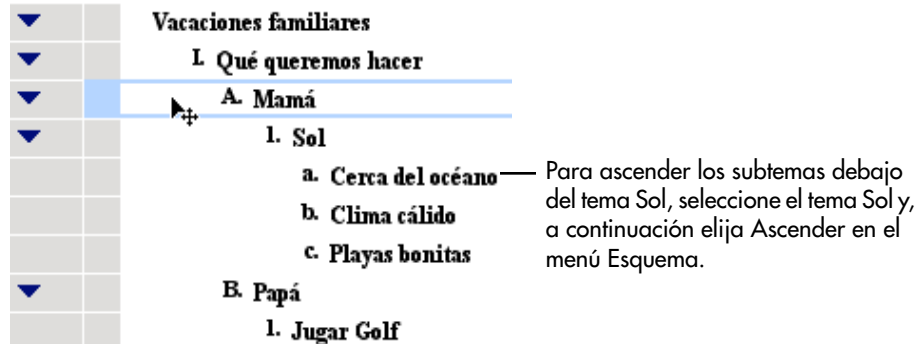 Vacaciones familiares
I. Qué queremos hacer
A. Mamá
1. Sol
a. Cerca del océano
b. Clima cálido
c. Playas bonitas
B. Papá
1. Jugar Golf
Para ascender los subtemas debajo
del tema Sol, seleccione el tema Sol y,
a continuación elija Ascender en el
menú Esquema.